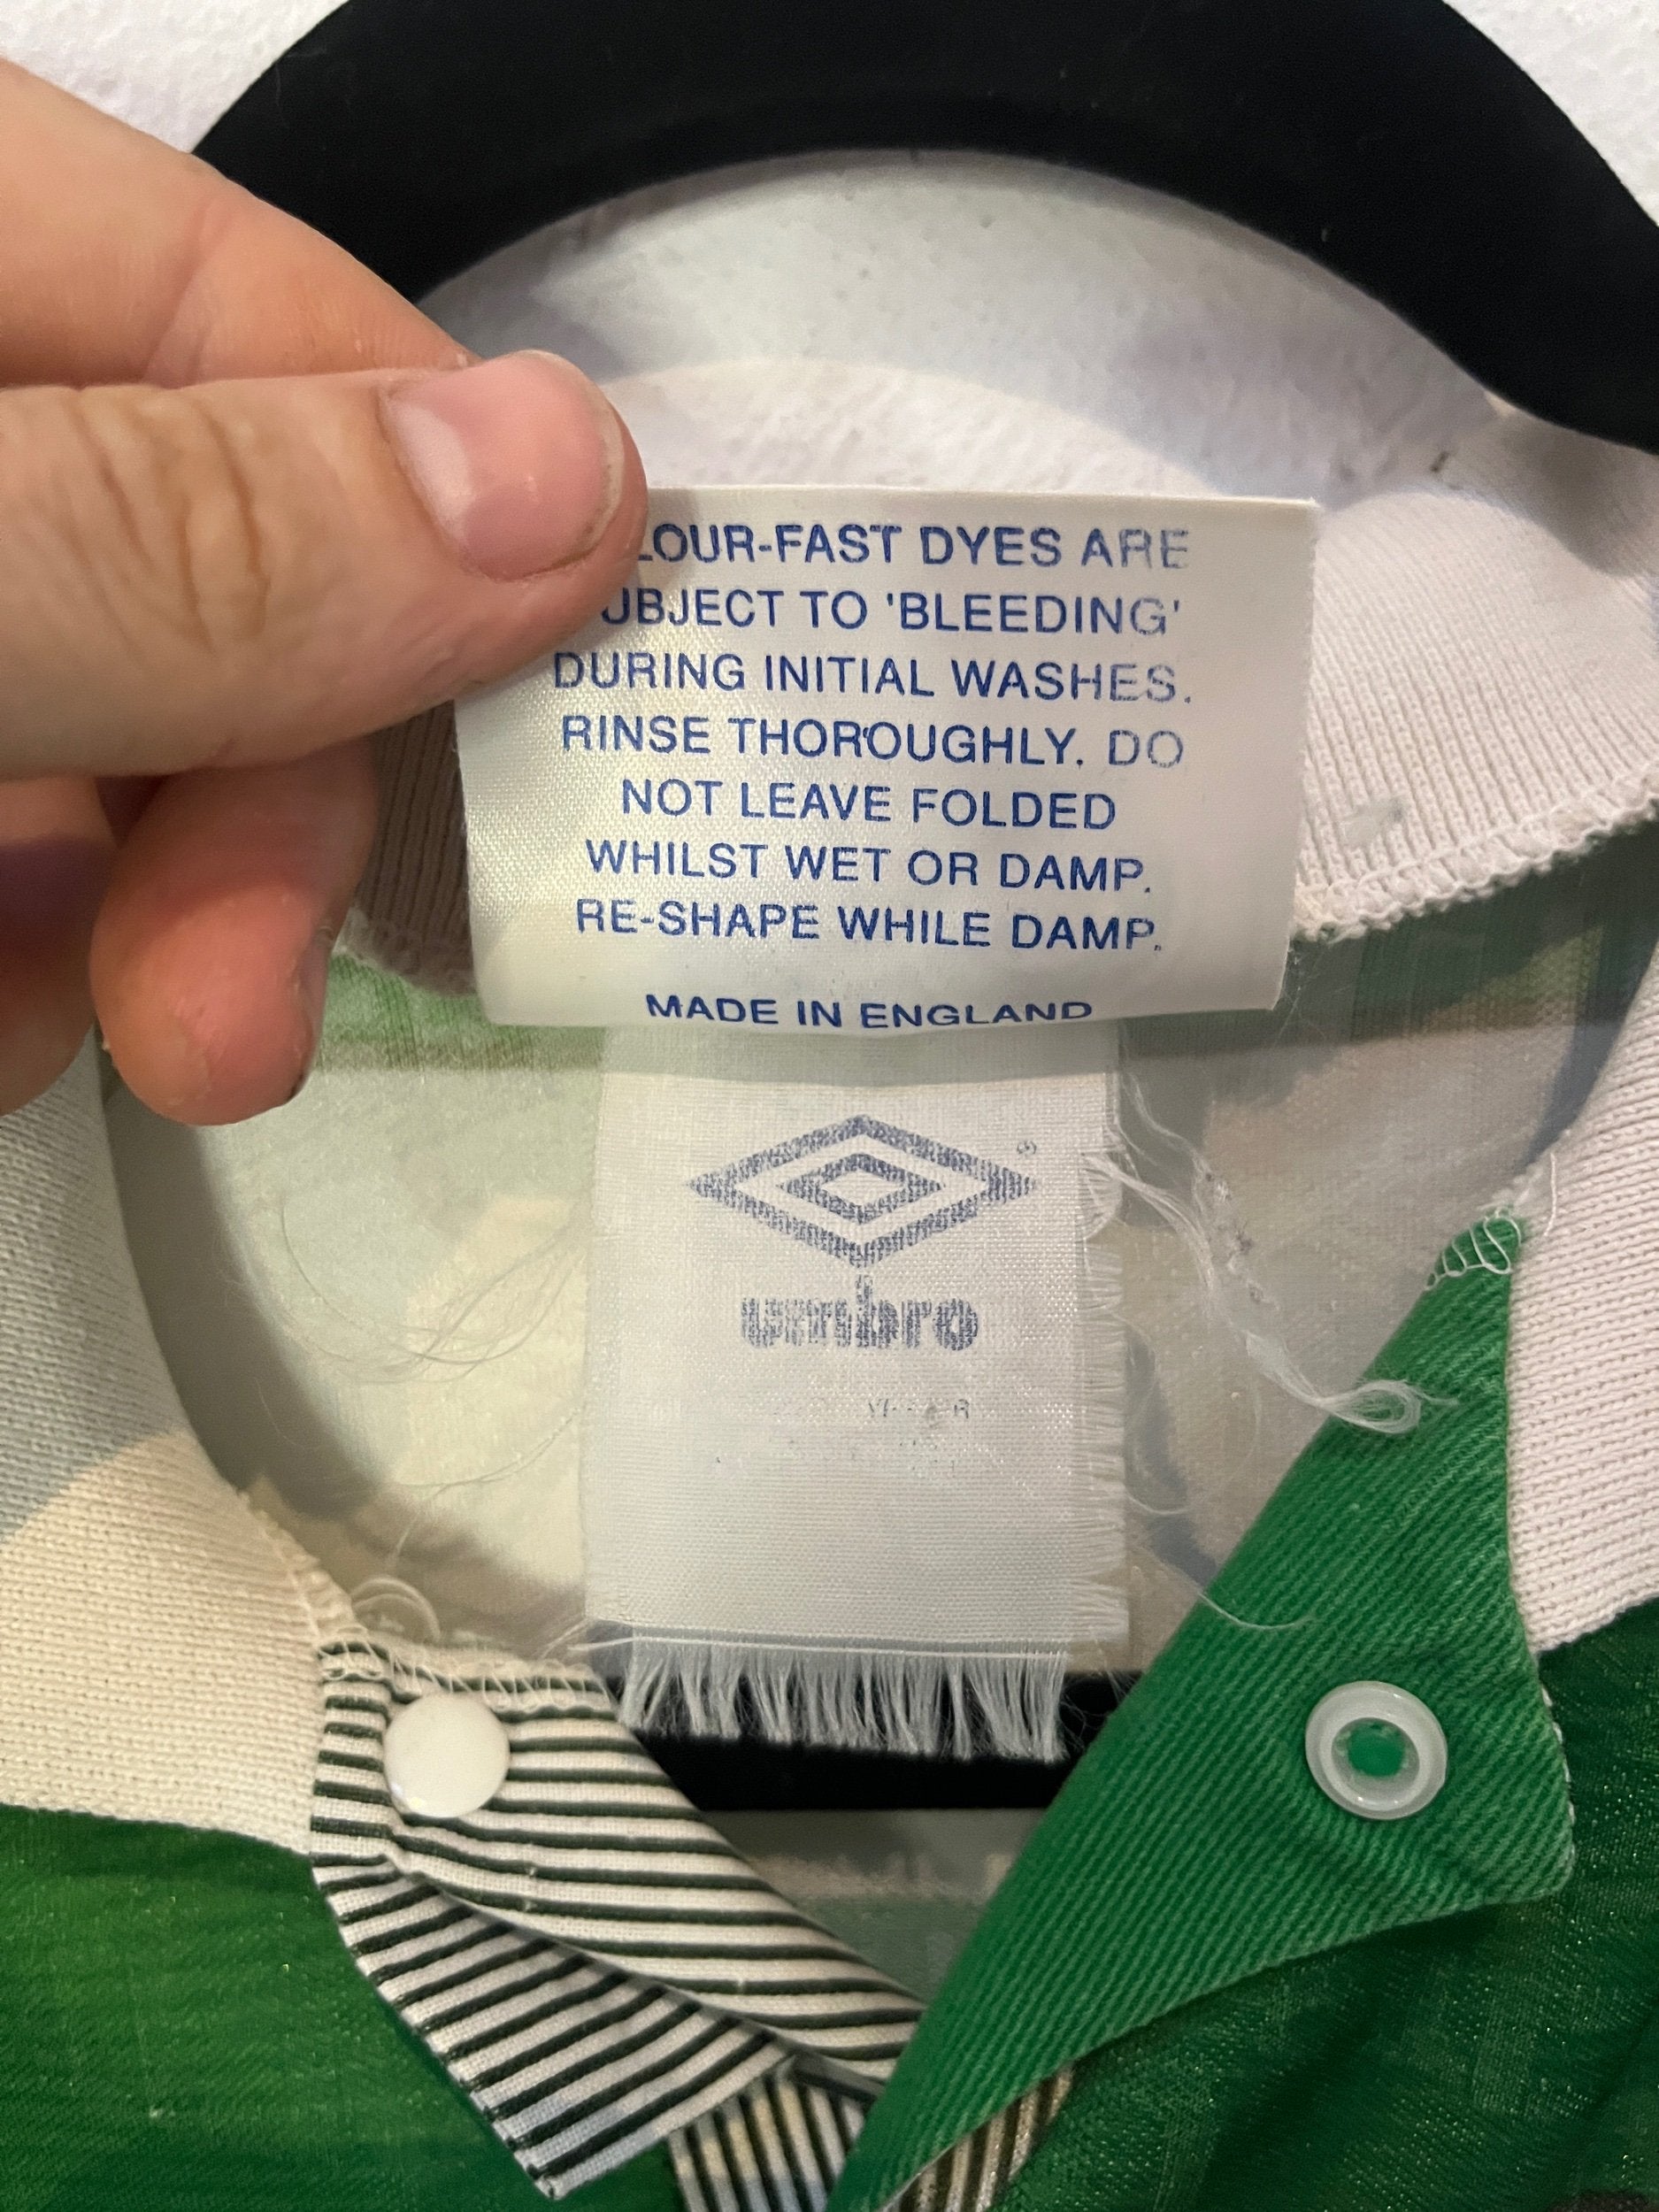 LOUR-FAST DYES ARE
UBJECT TO 'BLEEDING'
DURING INITIAL WASHES.
RINSE THOROUGHLY. DO
NOT LEAVE FOLDED
WHILST WET OR DAMP.
RE-SHAPE WHILE DAMP.
MADE IN ENGLAND
®
umbro